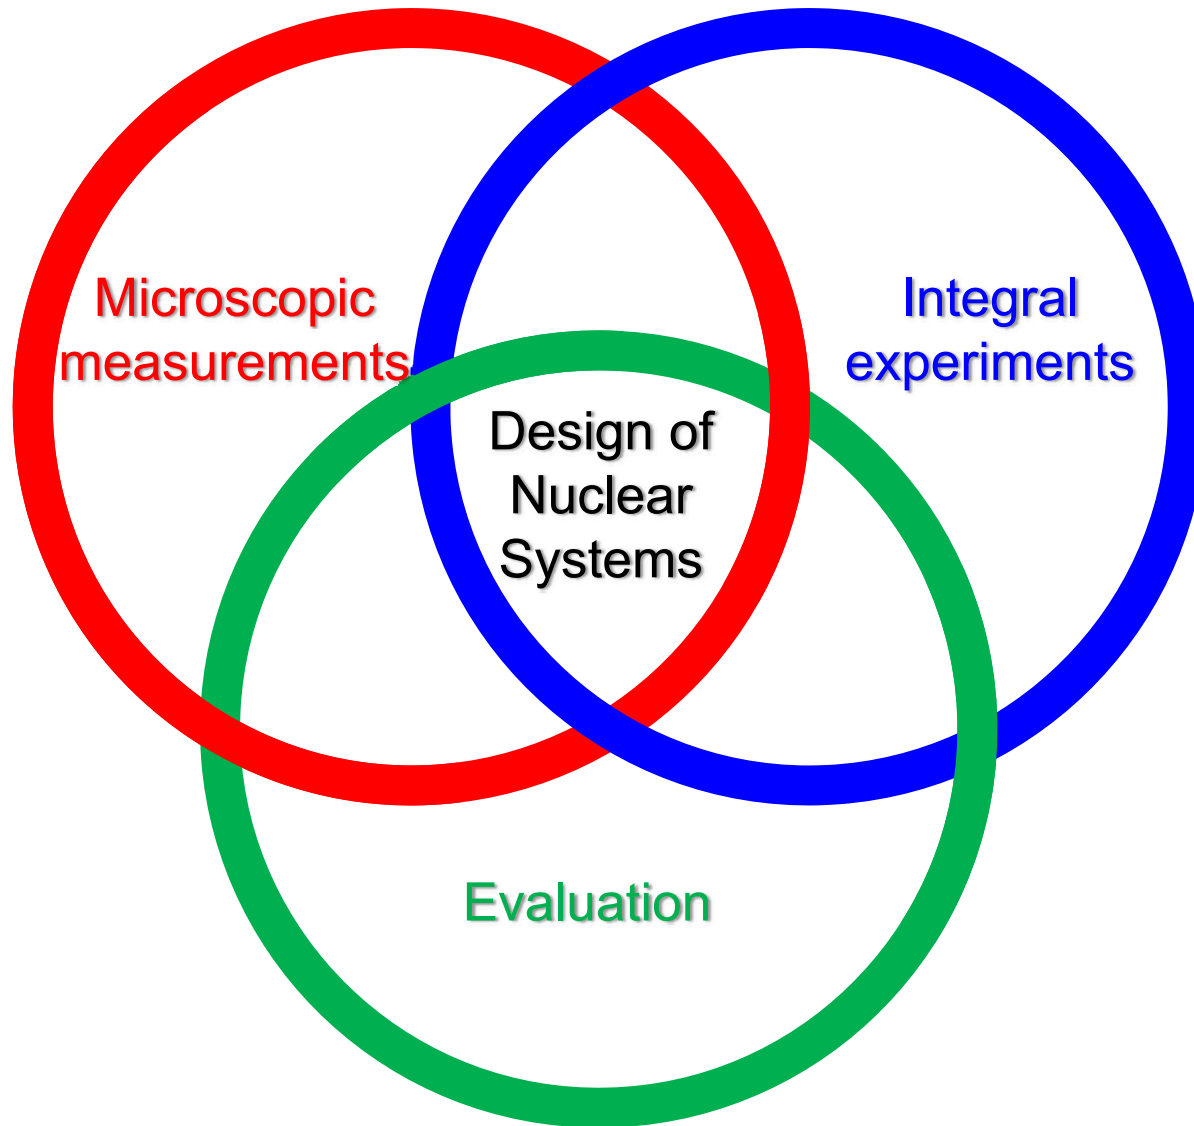 Microscopic
measurements
Integral
experiments
Design of
Nuclear
Systems
Evaluation